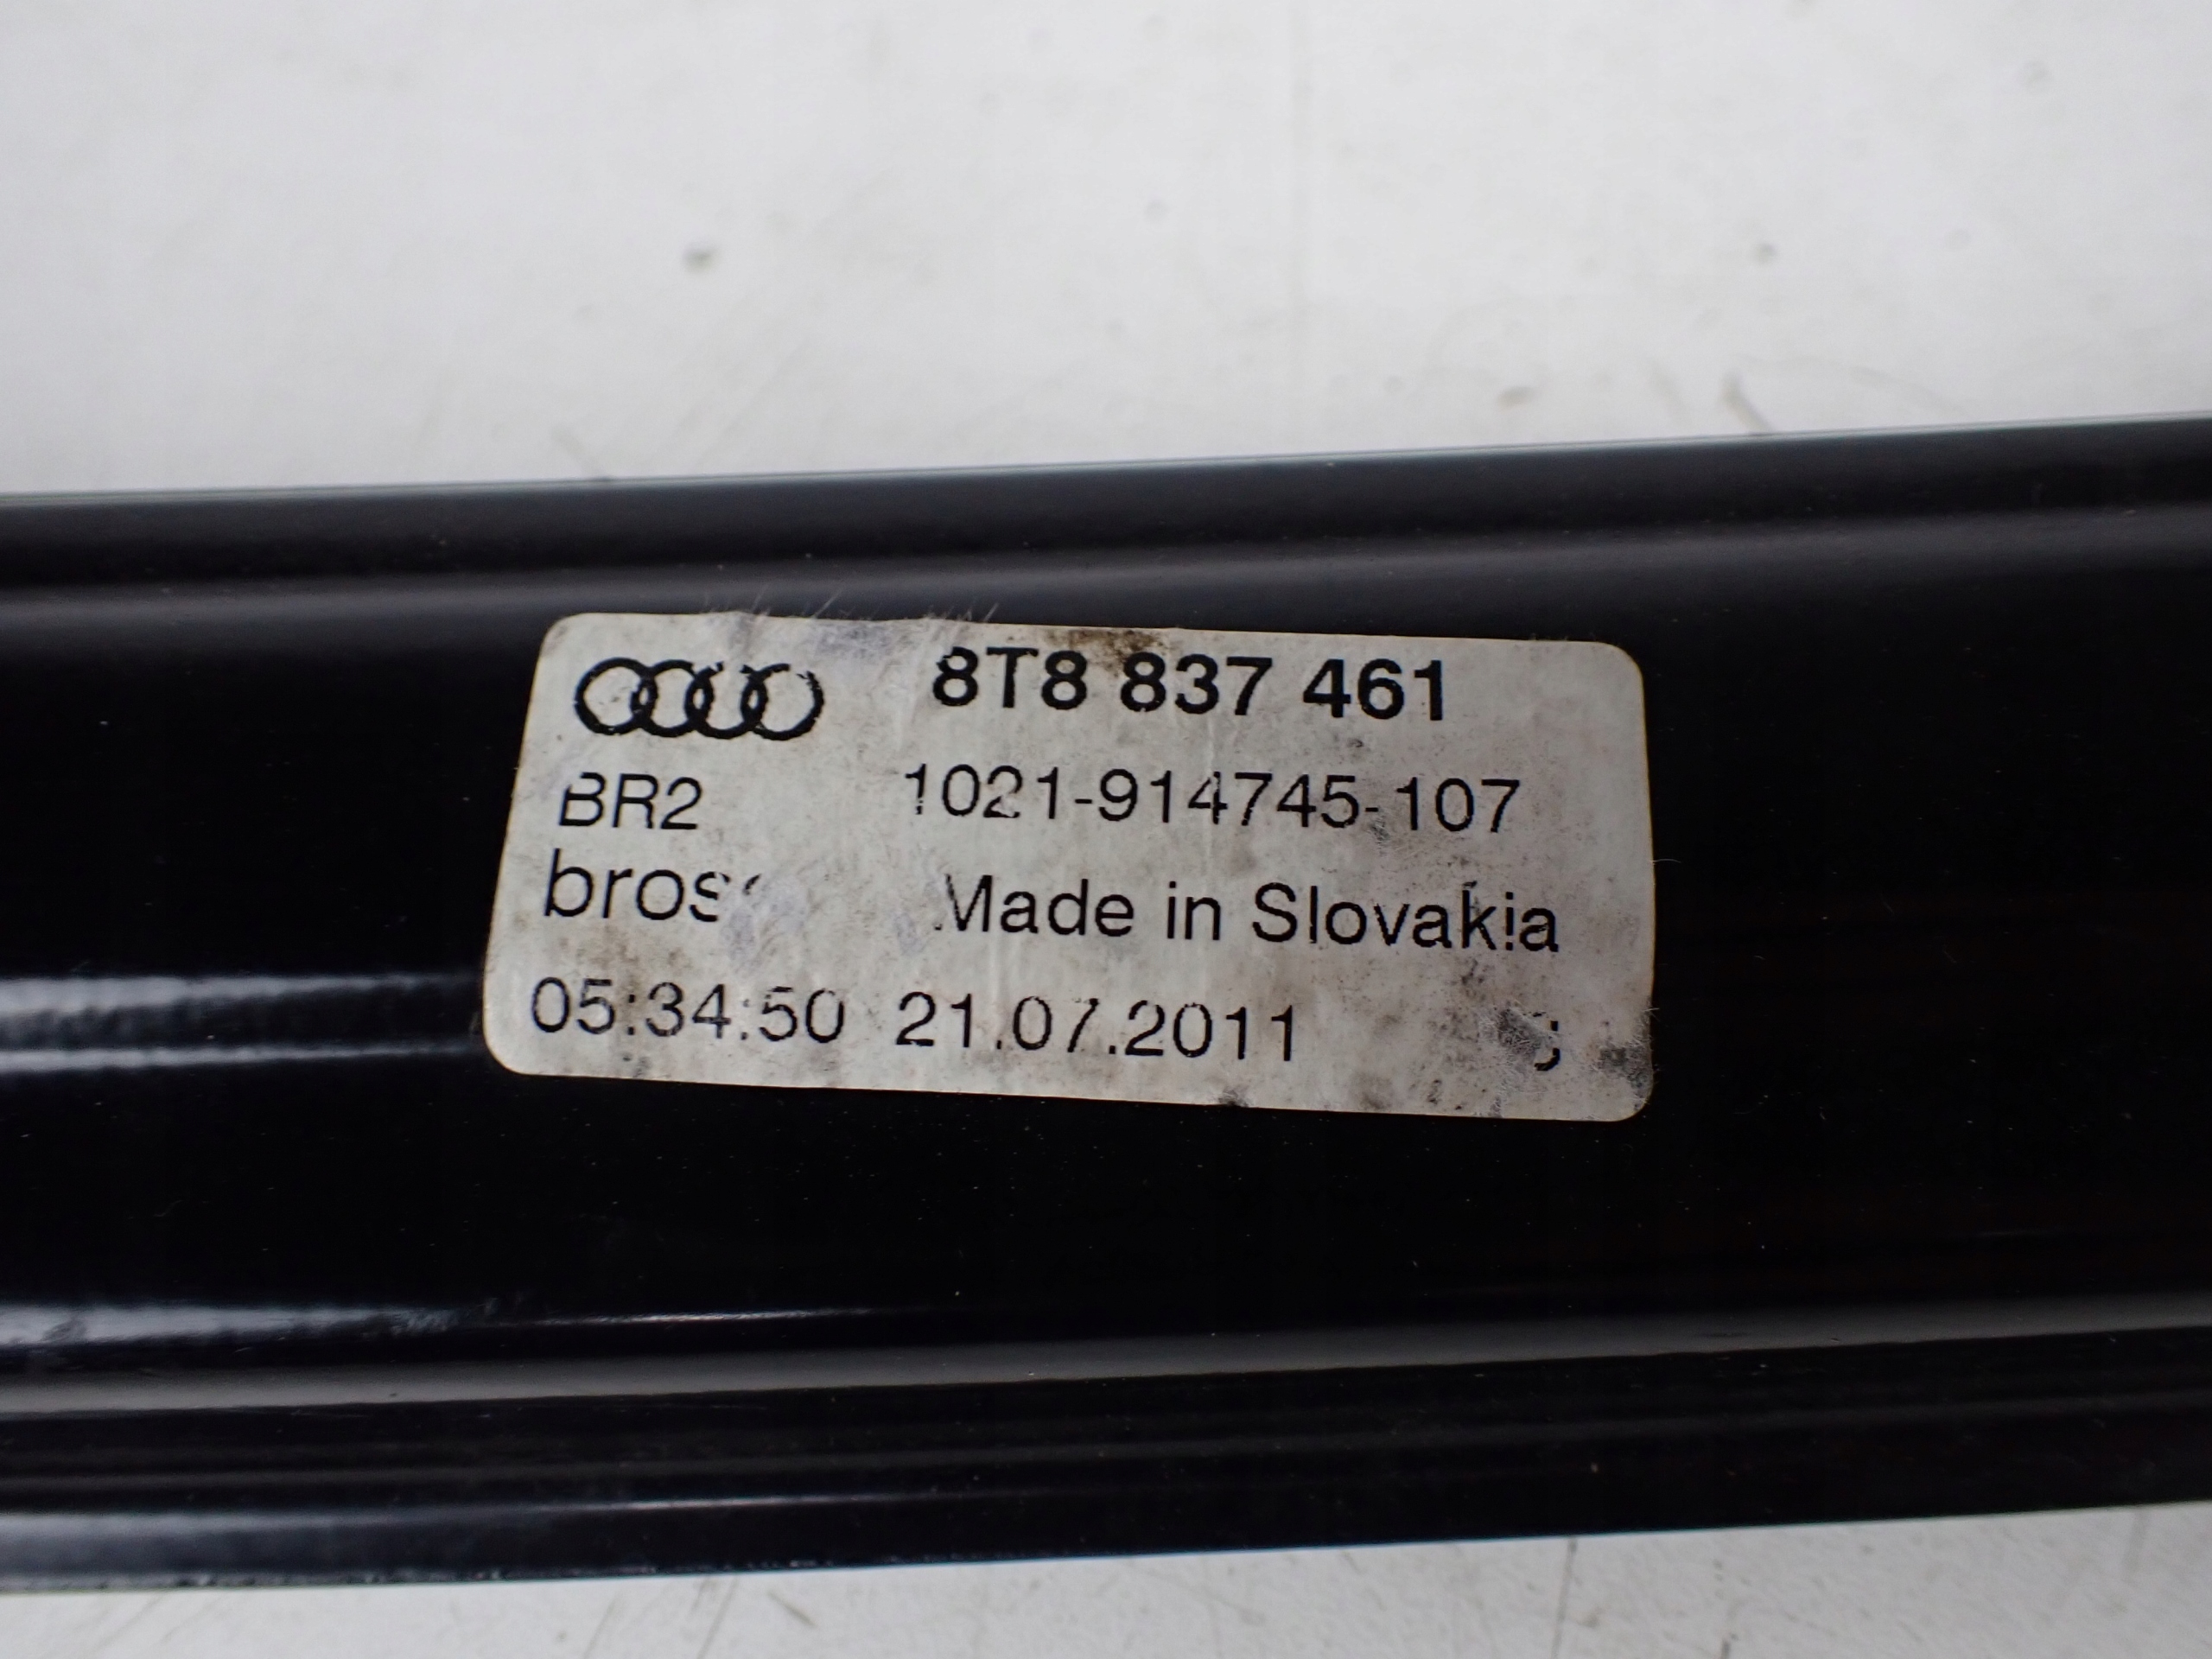 8T8 837 461
BR2 1021-914745-107
Made in Slovakia
05:34:50 21.07.2011